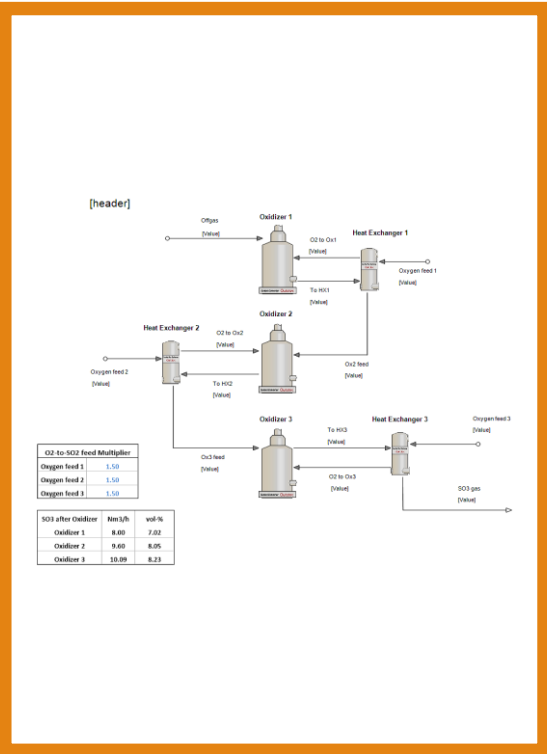 [header]
Offgas
[Value]
Oxidizer 1
O2 to Ox1
[Value]
Heat Exchanger 1
Oxygen feed 1
[Value]
To HX1
[Value]
Oxidizer 2
Heat Exchanger 2
O2 to Ox2
[Value]
Ox2 feed
[Value]
Oxygen feed 2
[Value]
To HX2
[Value]
Oxidizer 3
To HX3
[Value]
Heat Exchanger 3
Oxygen feed 3
[Value]
Ox3 feed
[Value]
O2 to Ox3
[Value]
SO3 gas
[Value]
O2-to-SO2 feed Multiplier
Oxygen feed 1 1.50
Oxygen feed 2 1.50
Oxygen feed 3 1.50
SO3 after Oxidizer Nm3/h vol-%
Oxidizer 1 8.00 7.02
Oxidizer 2 9.60 8.05
Oxidizer 3 10.09 8.23